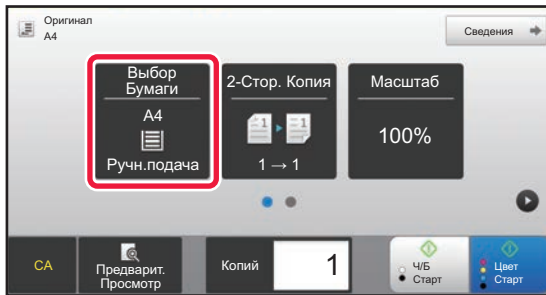 Оригинал
A4
Сведения
Выбор
Бумаги
A4
Ручн.подача
2-Стор. Копия
1 → 1
Масштаб
100%
CA
Предварит.
Просмотр
Копий
1
Ч/Б
Старт
Цвет
Старт